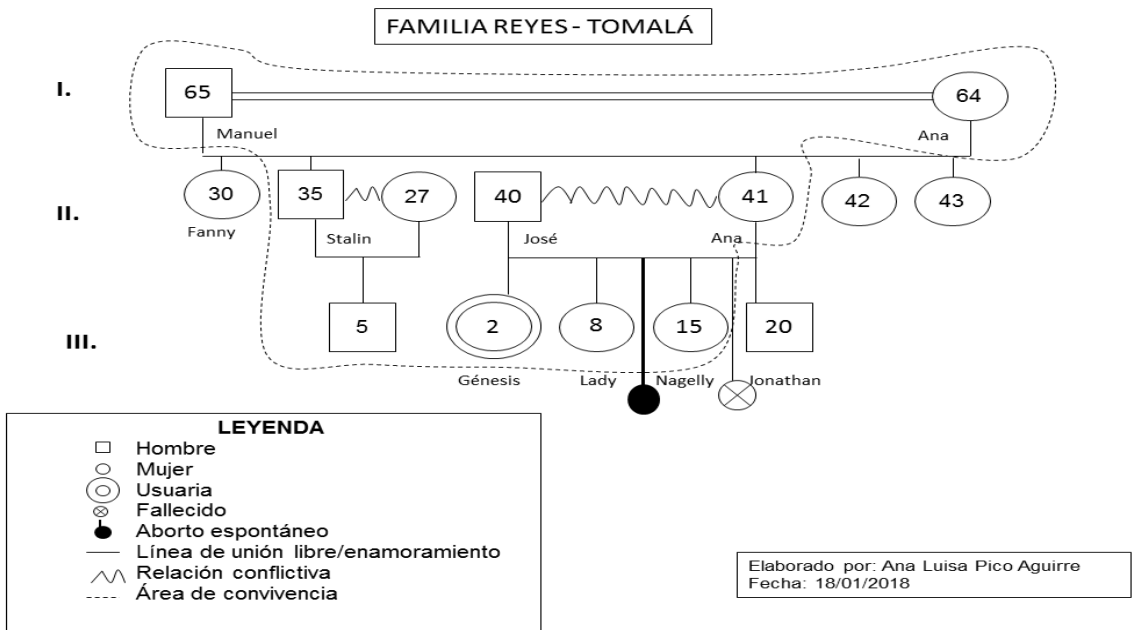 FAMILIA REYES - TOMALÁ
I.
65
64
Manuel
Ana
II.
30
35
27
40
41
42
43
Fanny
Stalin
José
Ana
III.
5
2
8
15
20
Génesis
Lady
Nagelly
Jonathan
LEYENDA
Hombre
Mujer
Usuaria
Fallecido
Aborto espontáneo
Línea de unión libre/enamoramiento
Relación conflictiva
Área de convivencia
Elaborado por: Ana Luisa Pico Aguirre
Fecha: 18/01/2018